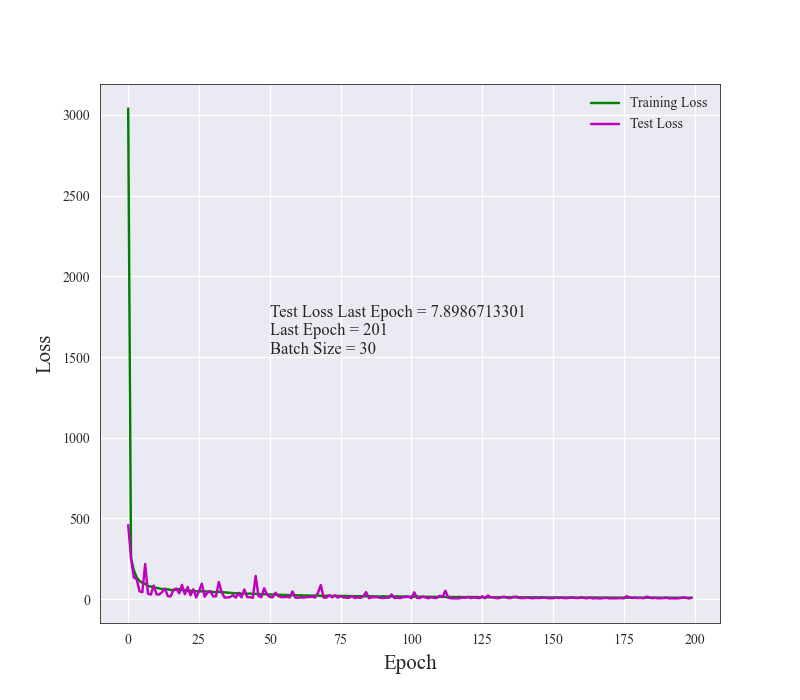 Training Loss
Test Loss
3000
2500
2000
Test Loss Last Epoch = 7.8986713301
Last Epoch = 201
Batch Size = 30
1500
1000
500
0
Loss
0 25 50 75 100 125 150 175 200
Epoch